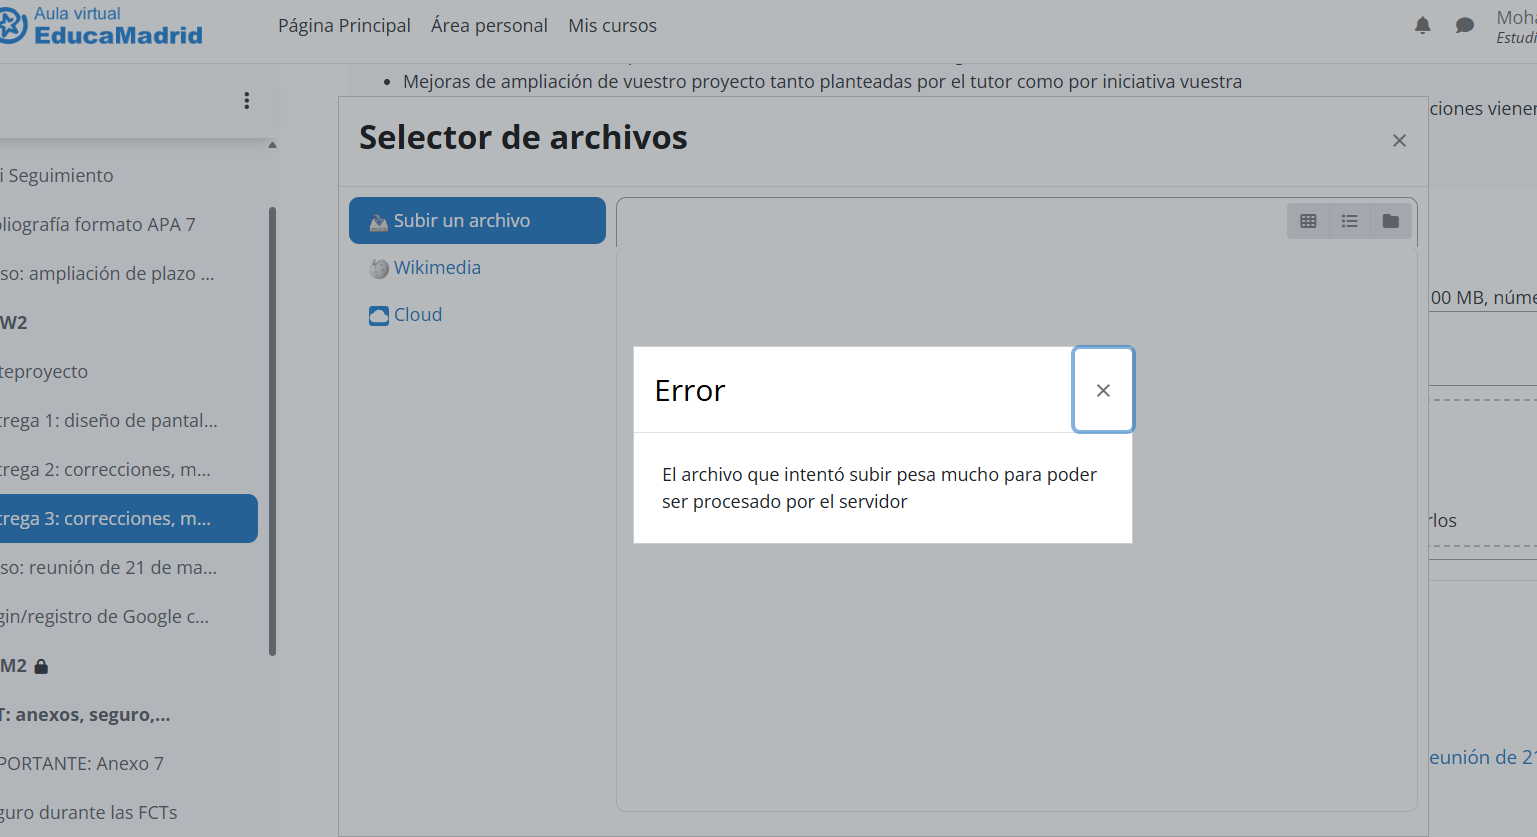 Aula virtual
EducaMadrid
Página Principal
Área personal
Mis cursos
Estudi
Mejoras de ampliación de vuestro proyecto tanto planteadas por el tutor como por iniciativa vuestra
ciones viene
Selector de archivos
i Seguimiento
Subir un archivo
liografía formato APA 7
Wikimedia
so: ampliación de plazo ...
00 MB, núme
Cloud
W2
teproyecto
Error
trega 1: diseño de pantal...
trega 2: correcciones, m...
El archivo que intentó subir pesa mucho para poder
ser procesado por el servidor
trega 3: correcciones, m...
rlos
so: reunión de 21 de ma...
gin/registro de Google c...
M2
T: anexos, seguro,...
eunión de 21
PORTANTE: Anexo 7
guro durante las FCTs